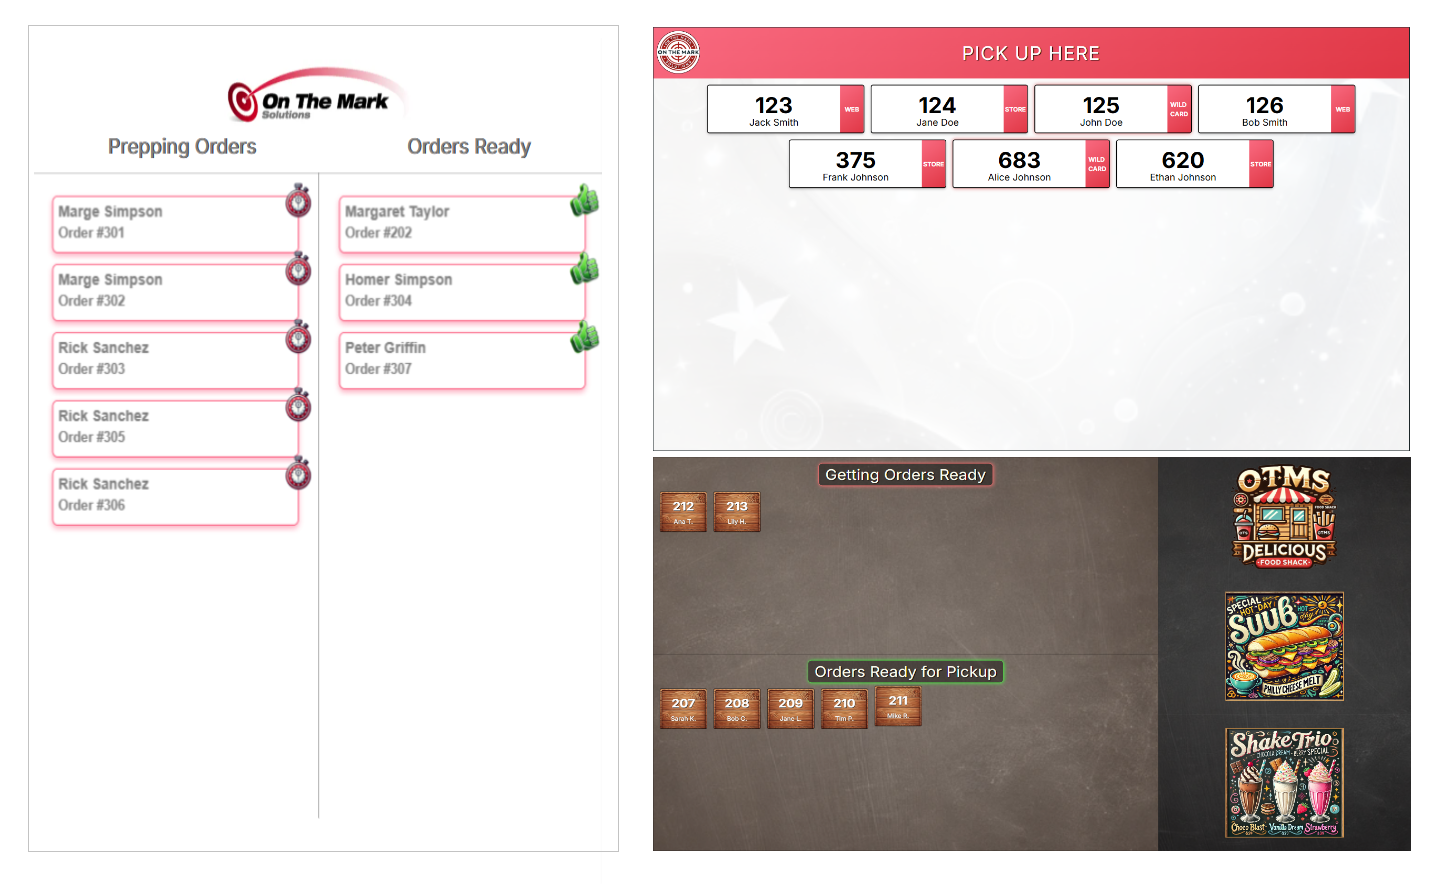 On The Mark
Solutions
Prepping Orders
Orders Ready
Marge Simpson
Order #301
Marge Simpson
Order #302
Rick Sanchez
Order #303
Rick Sanchez
Order #305
Rick Sanchez
Order #306
Margaret Taylor
Order #202
Homer Simpson
Order #304
Peter Griffin
Order #307
ON THE MARK
PICK UP HERE
123
Jack Smith
WEB
124
Jane Doe
STORE
125
John Doe
WILD
CARD
126
Bob Smith
WEB
375
Frank Johnson
STORE
683
Alice Johnson
WILD
CARD
620
Ethan Johnson
STORE
Getting Orders Ready
212
Ana T.
213
Lily H.
Orders Ready for Pickup
207
Sarah K.
208
Bob C.
209
Jane L.
210
Tim P.
211
Mike R.
OTMS
FOOD SHACK
DELICIOUS
FOOD SHACK
SPECIAL
HOT-DAY
HOT
SUUB
PHILLY CHEESE MELT
Shake Trio
SPECIAL
Choco Blast
Vanilla Dream
Strawberry